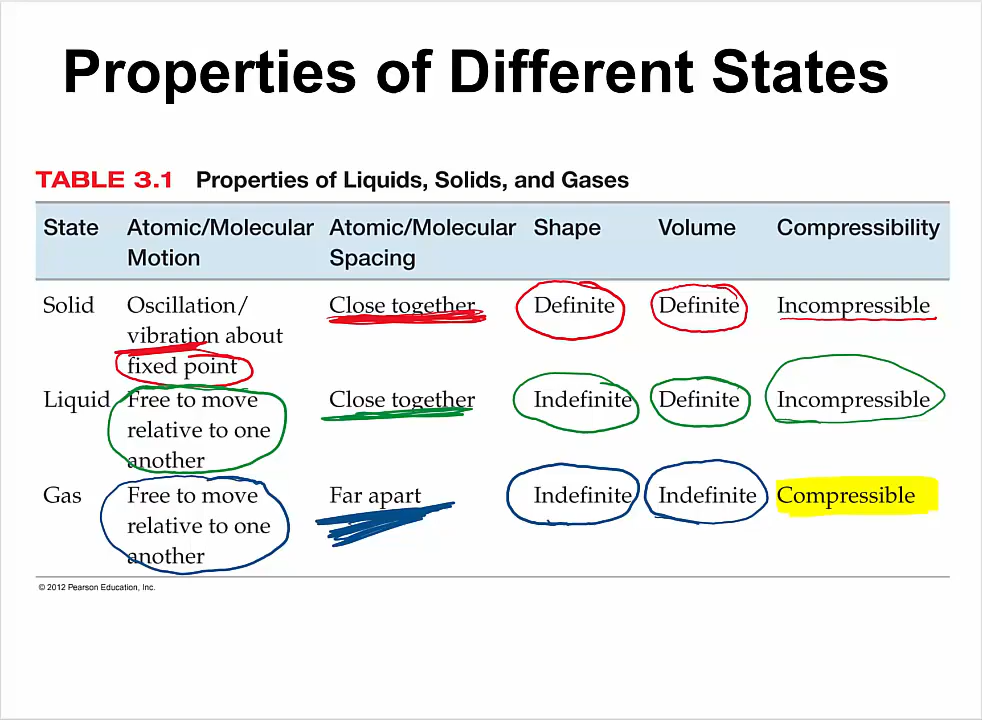 Properties of Different States
TABLE 3.1 Properties of Liquids, Solids, and Gases
State Atomic/Molecular Motion Atomic/Molecular Spacing Shape Volume Compressibility
Solid Oscillation/ Close together Definite Definite Incompressible
vibration about
fixed point
Liquid Free to move Close together Indefinite Definite Incompressible
relative to one
another
Gas Free to move Far apart Indefinite Indefinite Compressible
relative to one
another
© 2012 Pearson Education, Inc.